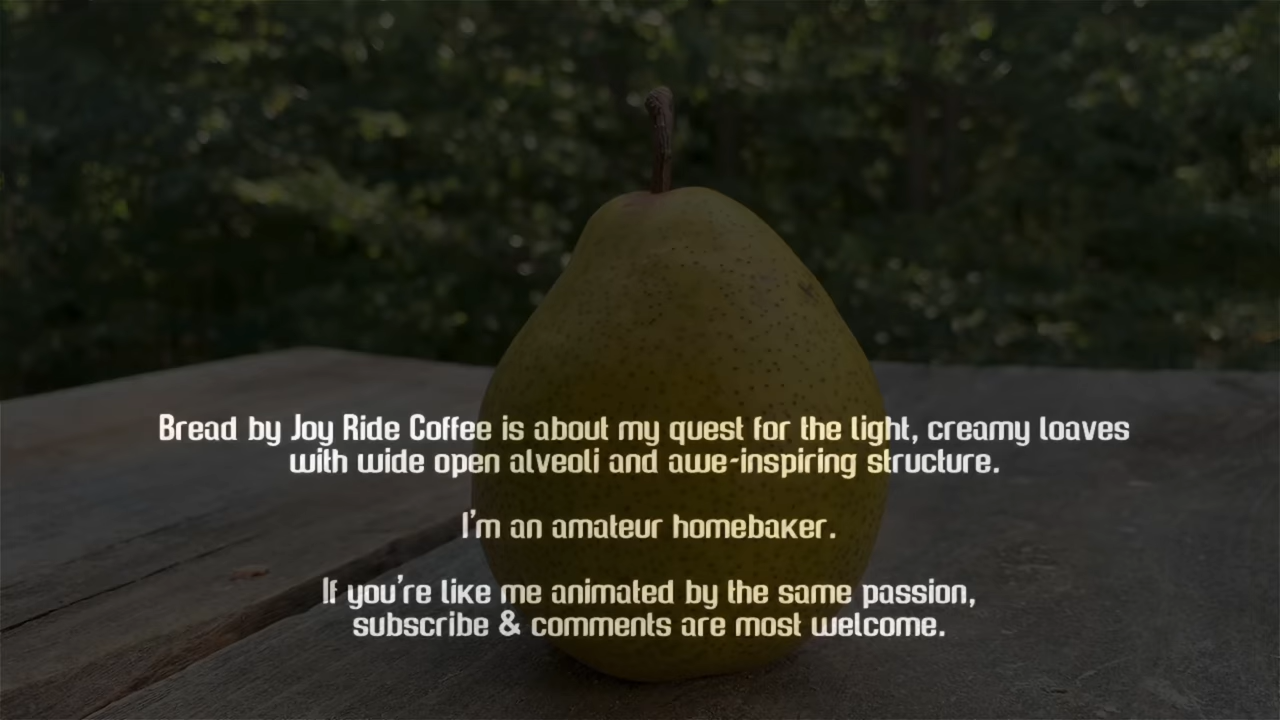 Bread by Joy Ride Coffee is about my quest for the light, creamy loaves
with wide open alveoli and awe-inspiring structure.
I'm an amateur homebaker.
If you're like me animated by the same passion,
subscribe & comments are most welcome.